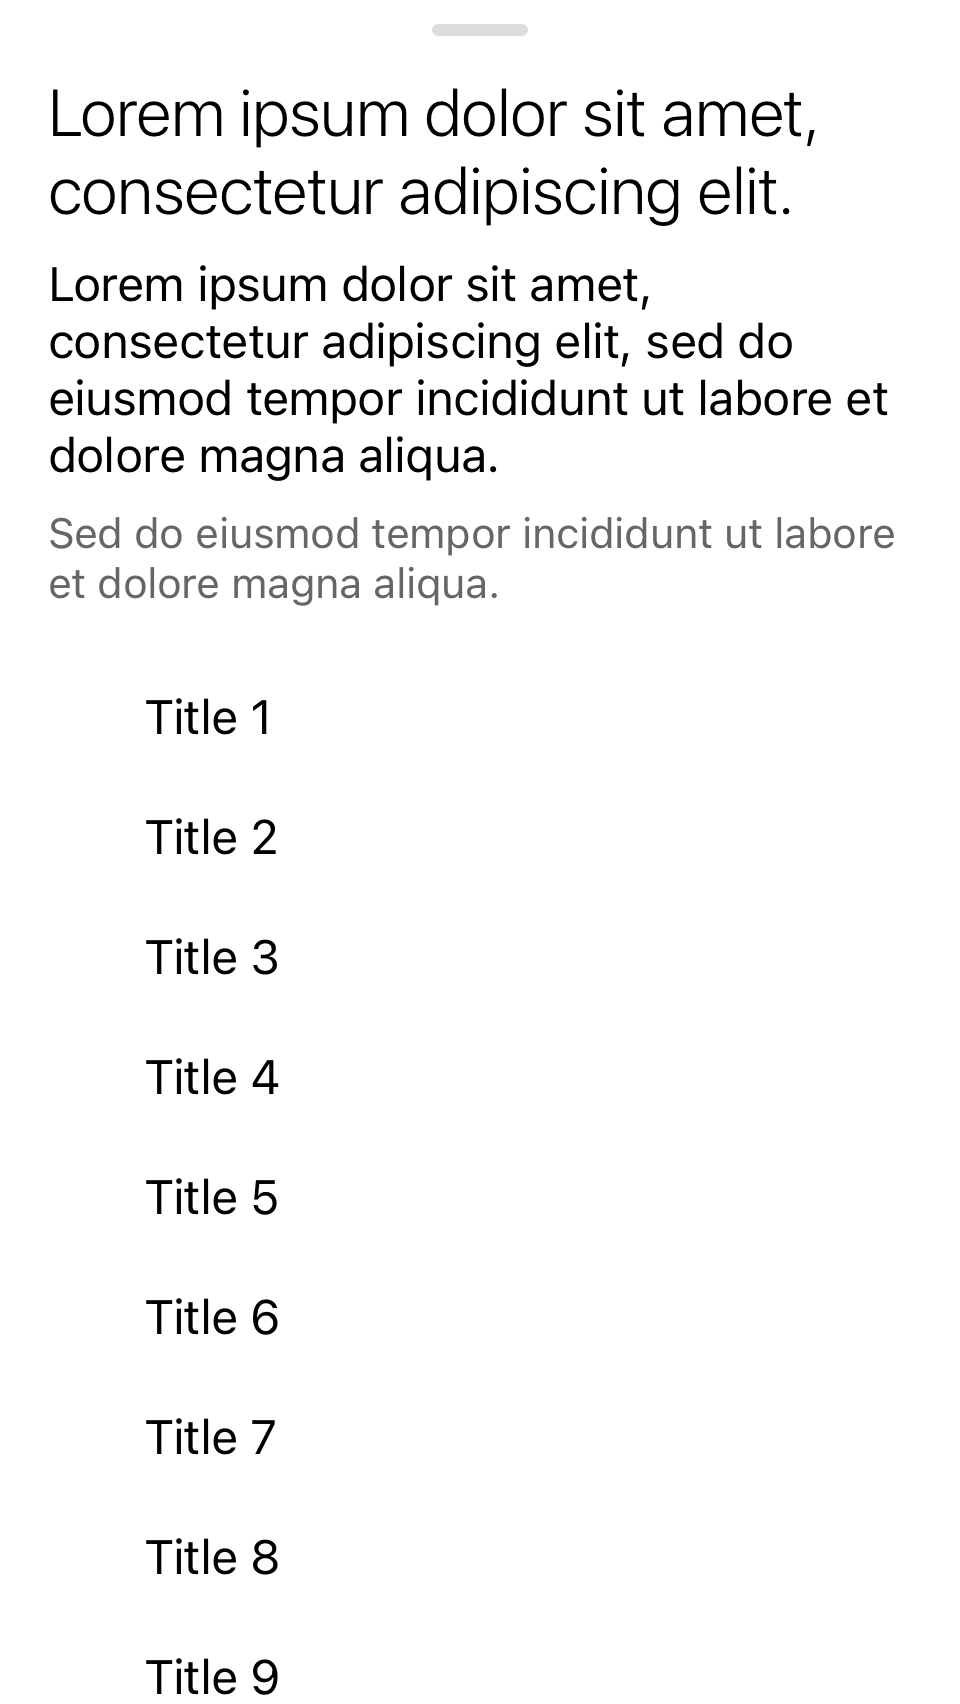 Lorem ipsum dolor sit amet,
consectetur adipiscing elit.
Lorem ipsum dolor sit amet,
consectetur adipiscing elit, sed do
eiusmod tempor incididunt ut labore et
dolore magna aliqua.
Sed do eiusmod tempor incididunt ut labore
et dolore magna aliqua.
Title 1
Title 2
Title 3
Title 4
Title 5
Title 6
Title 7
Title 8
Title 9